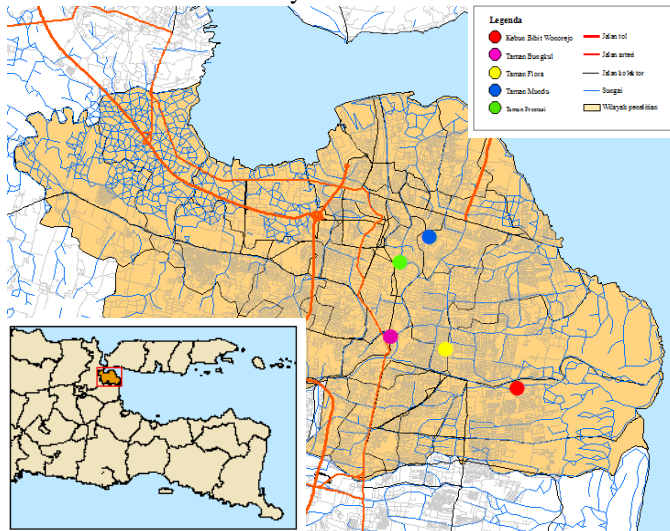 Legenda
Kebun Bibit Wonorejo
Taman Bungkul
Taman Flora
Taman Mundu
Taman Prestasi
Jalan tol
Jalan arteri
Jalan kolektor
Sungai
Wilayah penelitian